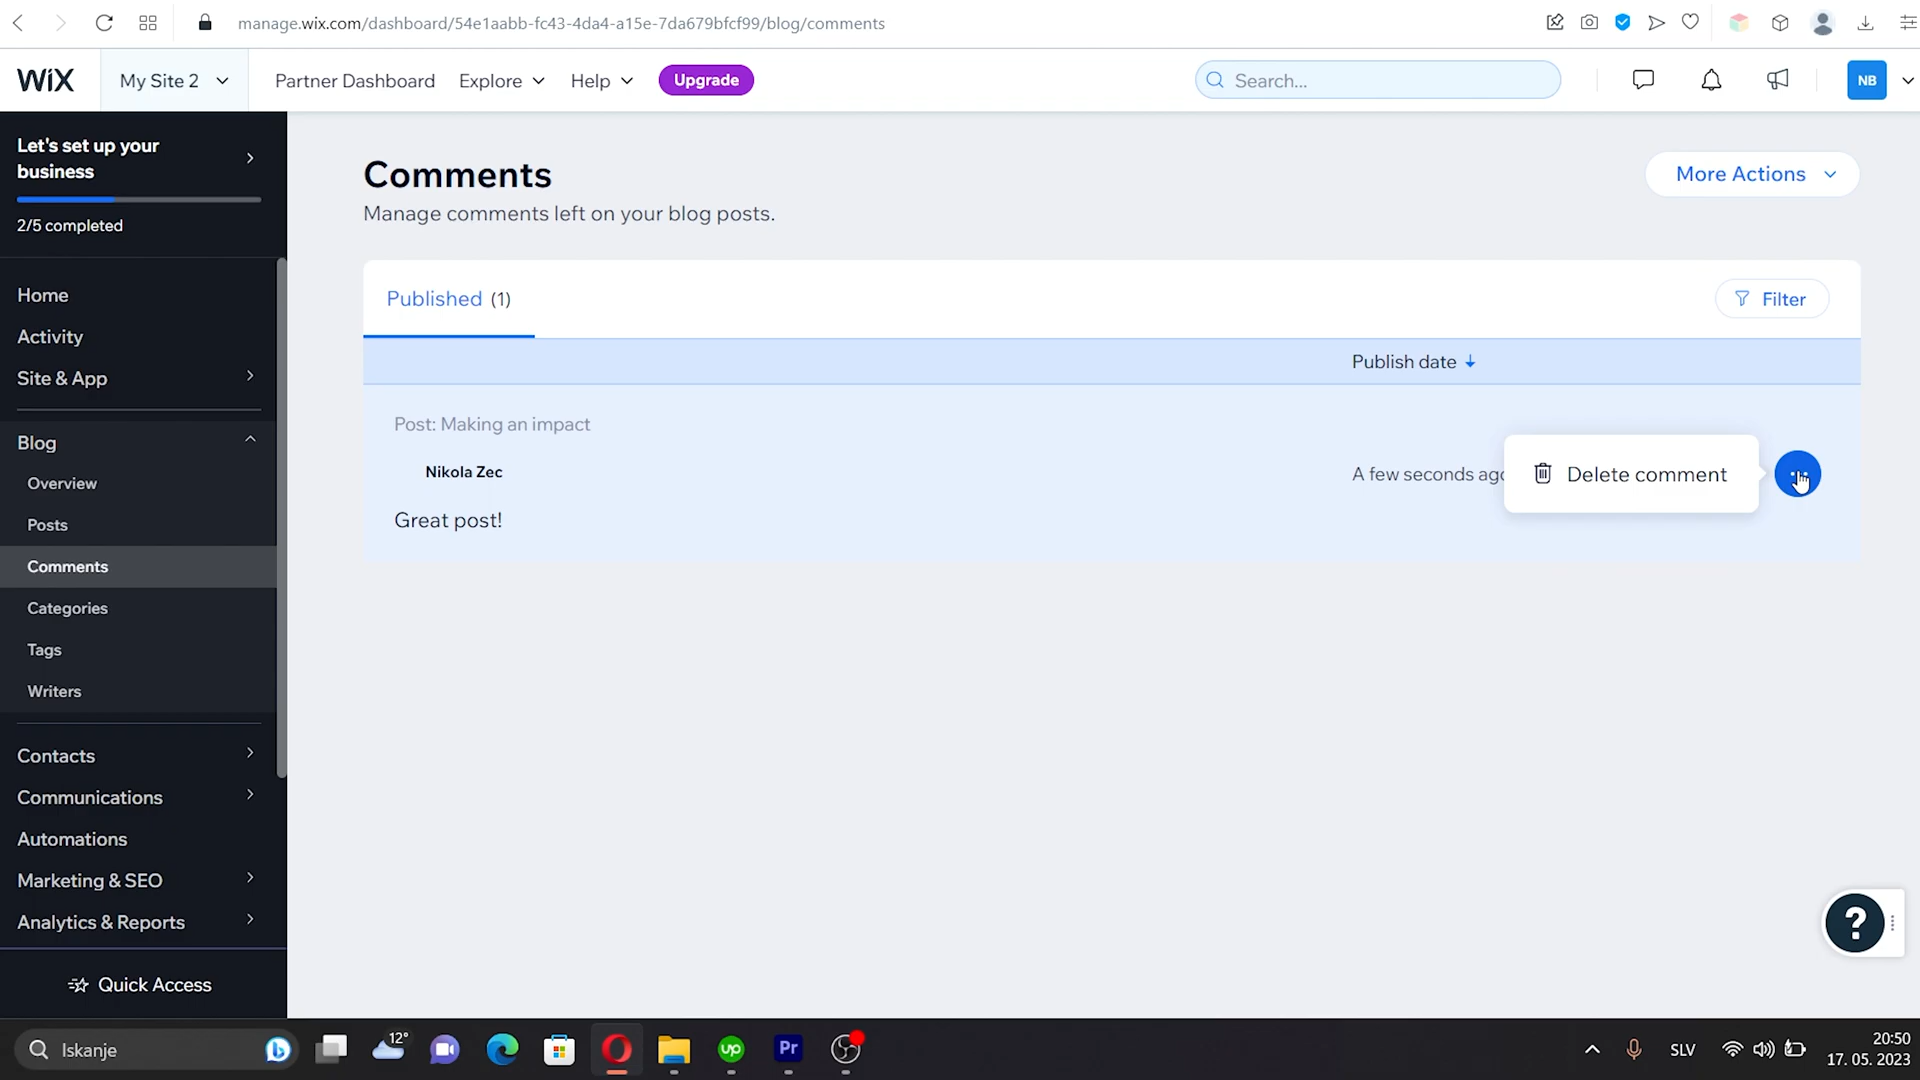 manage.wix.com/dashboard/54e1aabb-fc43-4da4-a15e-7da679bfcf99/blog/comments
WiX
My Site 2
Partner Dashboard
Explore
Help
Upgrade
Search...
NB
Let's set up your
business
2/5 completed
Home
Activity
Site & App
Blog
Overview
Posts
Comments
Categories
Tags
Writers
Contacts
Communications
Automations
Marketing & SEO
Analytics & Reports
Quick Access
Comments
Manage comments left on your blog posts.
More Actions
Published (1)
Filter
Publish date
Post: Making an impact
Nikola Zec
A few seconds ago
Delete comment
Great post!
?
Iskanje
12°
up
Pr
SLV
20:50
17. 05. 2023